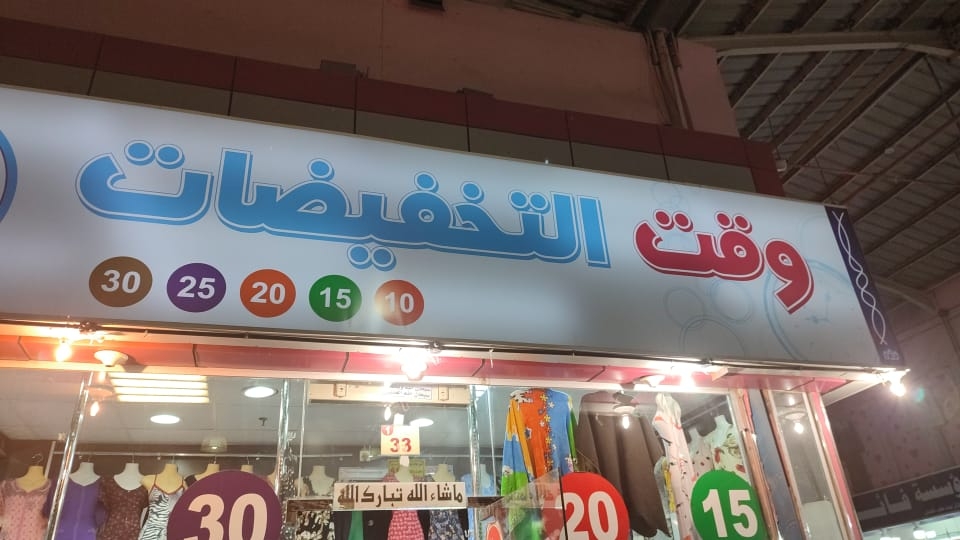 وقت التخفيضات
30 25 20 15 10
33
ماشاء الله تبارك الله
30 20 15